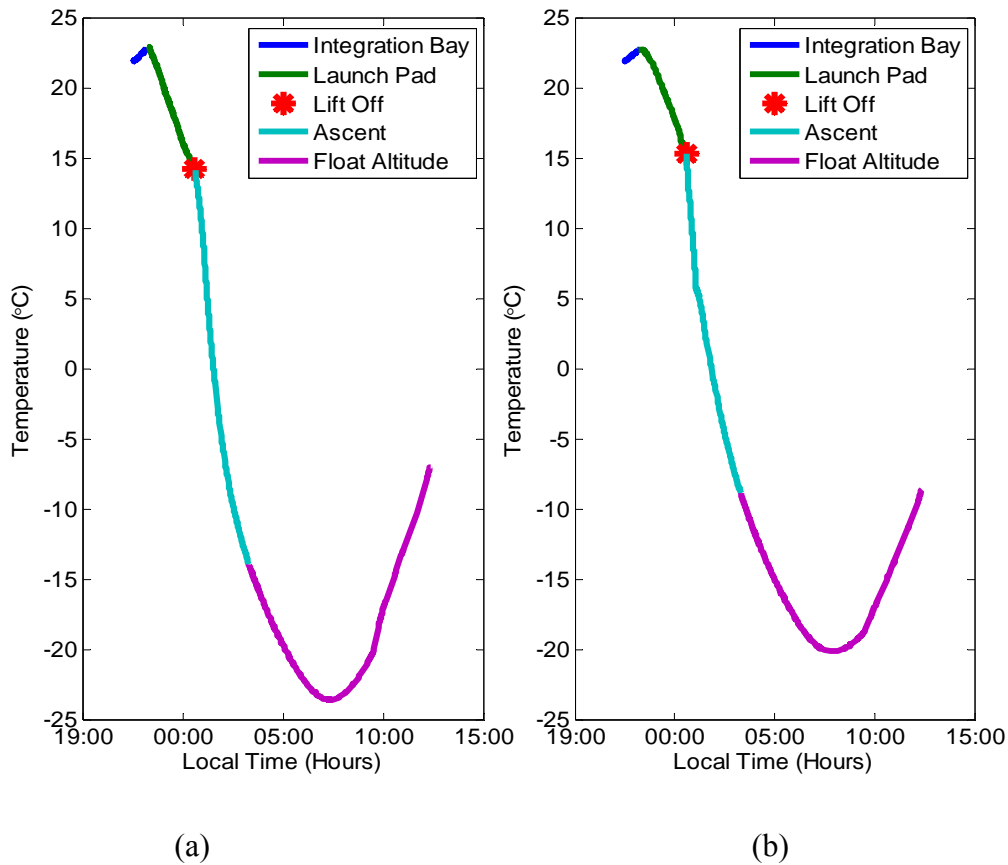 25
20
15
10
5
0
-5
-10
-15
-20
-25
19:00 00:00 05:00 10:00 15:00
Local Time (Hours)
Temperature (°C)
Integration Bay
Launch Pad
Lift Off
Ascent
Float Altitude
(a)
25
20
15
10
5
0
-5
-10
-15
-20
-25
19:00 00:00 05:00 10:00 15:00
Local Time (Hours)
Temperature (°C)
Integration Bay
Launch Pad
Lift Off
Ascent
Float Altitude
(b)